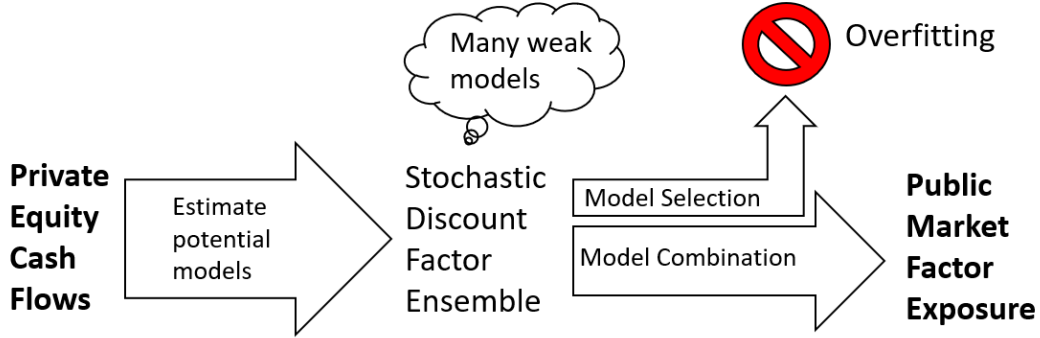 Private
Equity
Cash
Flows
Estimate
potential
models
Many weak
models
Stochastic
Discount
Factor
Ensemble
Model Selection
Model Combination
Overfitting
Public
Market
Factor
Exposure